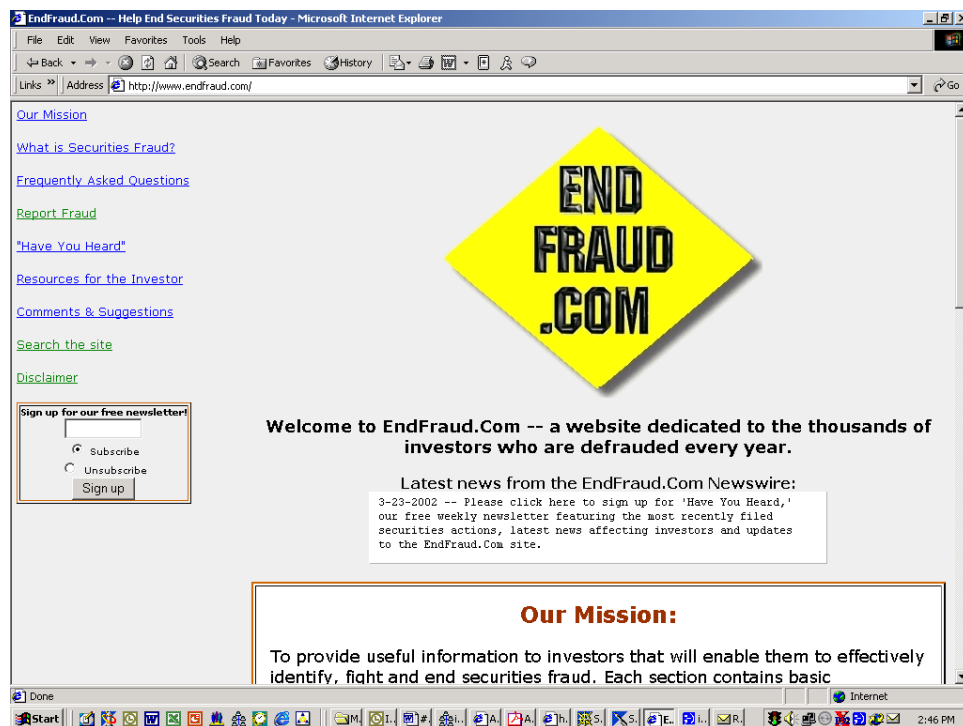 EndFraud.Com -- Help End Securities Fraud Today - Microsoft Internet Explorer
File Edit View Favorites Tools Help
Back Search Favorites History
Links » Address http://www.endfraud.com/ Go
Our Mission
What is Securities Fraud?
Frequently Asked Questions
Report Fraud
"Have You Heard"
Resources for the Investor
Comments & Suggestions
Search the site
Disclaimer
Sign up for our free newsletter!
Subscribe
Unsubscribe
Sign up
END
FRAUD
.COM
Welcome to EndFraud.Com -- a website dedicated to the thousands of
investors who are defrauded every year.
Latest news from the EndFraud.Com Newswire:
3-23-2002 -- Please click here to sign up for 'Have You Heard,'
our free weekly newsletter featuring the most recently filed
securities actions, latest news affecting investors and updates
to the EndFraud.Com site.
Our Mission:
To provide useful information to investors that will enable them to effectively
identify, fight and end securities fraud. Each section contains basic
Done Internet
Start M. I.. #. i.. A. A. h. S. S. E. i.. R. 2:46 PM